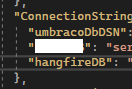 },
"ConnectionString
"umbracoDbDSN"
"": "ser
"hangfireDB": "
},